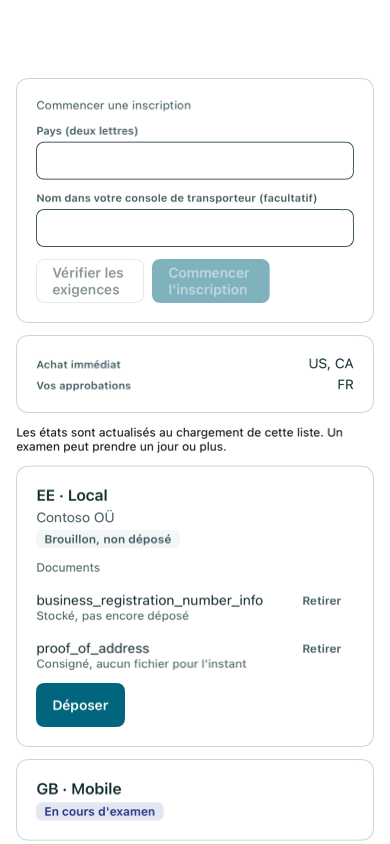 Commencer une inscription
Pays (deux lettres)
Nom dans votre console de transporteur (facultatif)
Vérifier les
exigences
Commencer
l'inscription
Achat immédiat
US, CA
Vos approbations
FR
Les états sont actualisés au chargement de cette liste. Un
examen peut prendre un jour ou plus.
EE · Local
Contoso OÜ
Brouillon, non déposé
Documents
business_registration_number_info
Retirer
Stocké, pas encore déposé
proof_of_address
Retirer
Consigné, aucun fichier pour l'instant
Déposer
GB · Mobile
En cours d'examen